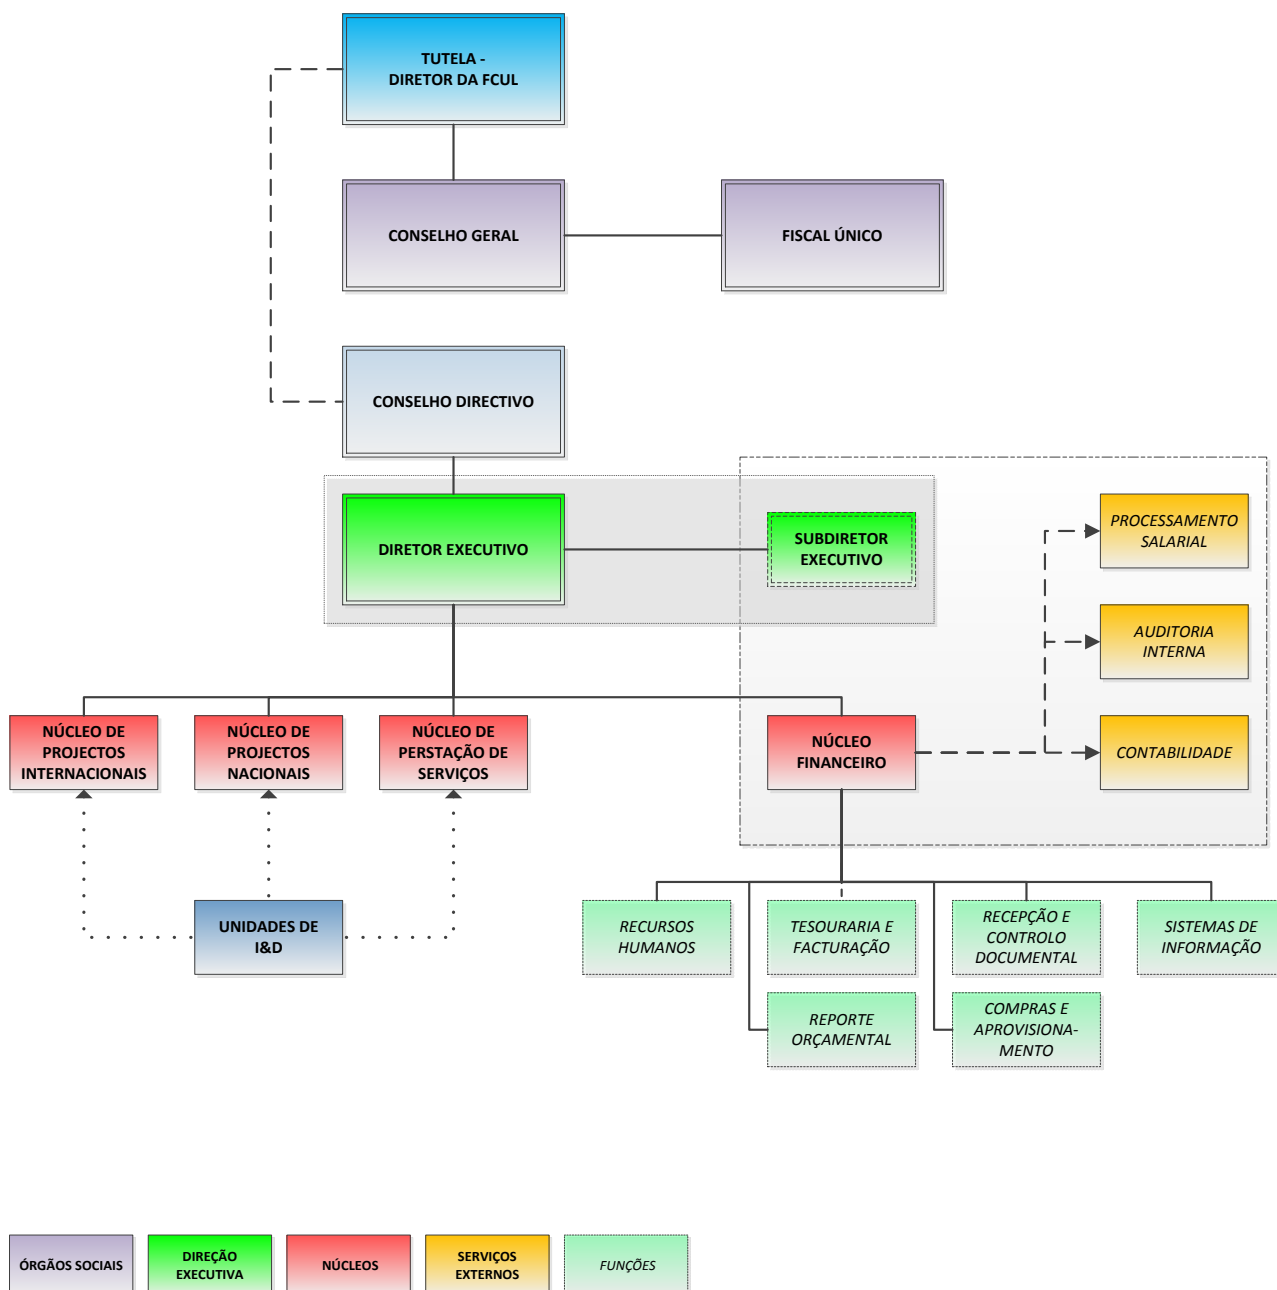 TUTELA -
DIRETOR DA FCUL
CONSELHO GERAL
FISCAL ÚNICO
CONSELHO DIRECTIVO
DIRETOR EXECUTIVO
SUBDIRETOR
EXECUTIVO
PROCESSAMENTO
SALARIAL
AUDITORIA
INTERNA
NÚCLEO DE
PROJECTOS
INTERNACIONAIS
NÚCLEO DE
PROJECTOS
NACIONAIS
NÚCLEO DE
PERSTAÇÃO DE
SERVIÇOS
NÚCLEO
FINANCEIRO
CONTABILIDADE
UNIDADES DE
I&D
RECURSOS
HUMANOS
TESOURARIA E
FACTURAÇÃO
RECEPÇÃO E
CONTROLO
DOCUMENTAL
SISTEMAS DE
INFORMAÇÃO
REPORTE
ORÇAMENTAL
COMPRAS E
APROVISIONA-
MENTO
ÓRGÃOS SOCIAIS
DIREÇÃO
EXECUTIVA
NÚCLEOS
SERVIÇOS
EXTERNOS
FUNÇÕES